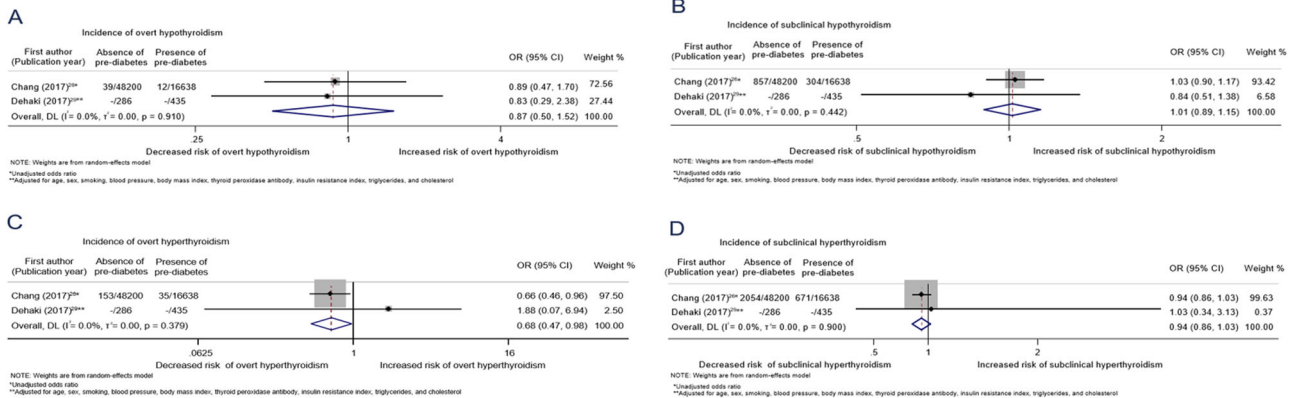 A
Incidence of overt hypothyroidism
First author Absence of Presence of
(Publication year) pre-diabetes pre-diabetes OR (95% CI) Weight %
Chang (2017)²⁸* 39/48200 12/16638 0.89 (0.47, 1.70) 72.56
Dehaki (2017)²⁹** -/286 -/435 0.83 (0.29, 2.38) 27.44
Overall, DL (I²= 0.0%, τ²= 0.00, p = 0.910) 0.87 (0.50, 1.52) 100.00
.25 1 4
Decreased risk of overt hypothyroidism Increased risk of overt hypothyroidism
NOTE: Weights are from random-effects model
*Unadjusted odds ratio
**Adjusted for age, sex, smoking, blood pressure, body mass index, thyroid peroxidase antibody, insulin resistance index, triglycerides, and cholesterol
B
Incidence of subclinical hypothyroidism
First author Absence of Presence of
(Publication year) pre-diabetes pre-diabetes OR (95% CI) Weight %
Chang (2017)²⁸* 857/48200 304/16638 1.03 (0.90, 1.17) 93.42
Dehaki (2017)²⁹** -/286 -/435 0.84 (0.51, 1.38) 6.58
Overall, DL (I²= 0.0%, τ²= 0.00, p = 0.442) 1.01 (0.89, 1.15) 100.00
.5 1 2
Decreased risk of subclinical hypothyroidism Increased risk of subclinical hypothyroidism
NOTE: Weights are from random-effects model
*Unadjusted odds ratio
**Adjusted for age, sex, smoking, blood pressure, body mass index, thyroid peroxidase antibody, insulin resistance index, triglycerides, and cholesterol
C
Incidence of overt hyperthyroidism
First author Absence of Presence of
(Publication year) pre-diabetes pre-diabetes OR (95% CI) Weight %
Chang (2017)²⁸* 153/48200 35/16638 0.66 (0.46, 0.96) 97.50
Dehaki (2017)²⁹** -/286 -/435 1.88 (0.07, 6.94) 2.50
Overall, DL (I²= 0.0%, τ²= 0.00, p = 0.379) 0.68 (0.47, 0.98) 100.00
.0625 1 16
Decreased risk of overt hyperthyroidism Increased risk of overt hyperthyroidism
NOTE: Weights are from random-effects model
*Unadjusted odds ratio
**Adjusted for age, sex, smoking, blood pressure, body mass index, thyroid peroxidase antibody, insulin resistance index, triglycerides, and cholesterol
D
Incidence of subclinical hyperthyroidism
First author Absence of Presence of
(Publication year) pre-diabetes pre-diabetes OR (95% CI) Weight %
Chang (2017)²⁸* 2054/48200 671/16638 0.94 (0.86, 1.03) 99.63
Dehaki (2017)²⁹** -/286 -/435 1.03 (0.34, 3.13) 0.37
Overall, DL (I²= 0.0%, τ²= 0.00, p = 0.900) 0.94 (0.86, 1.03) 100.00
.5 1 2
Decreased risk of subclinical hyperthyroidism Increased risk of subclinical hyperthyroidism
NOTE: Weights are from random-effects model
*Unadjusted odds ratio
**Adjusted for age, sex, smoking, blood pressure, body mass index, thyroid peroxidase antibody, insulin resistance index, triglycerides, and cholesterol